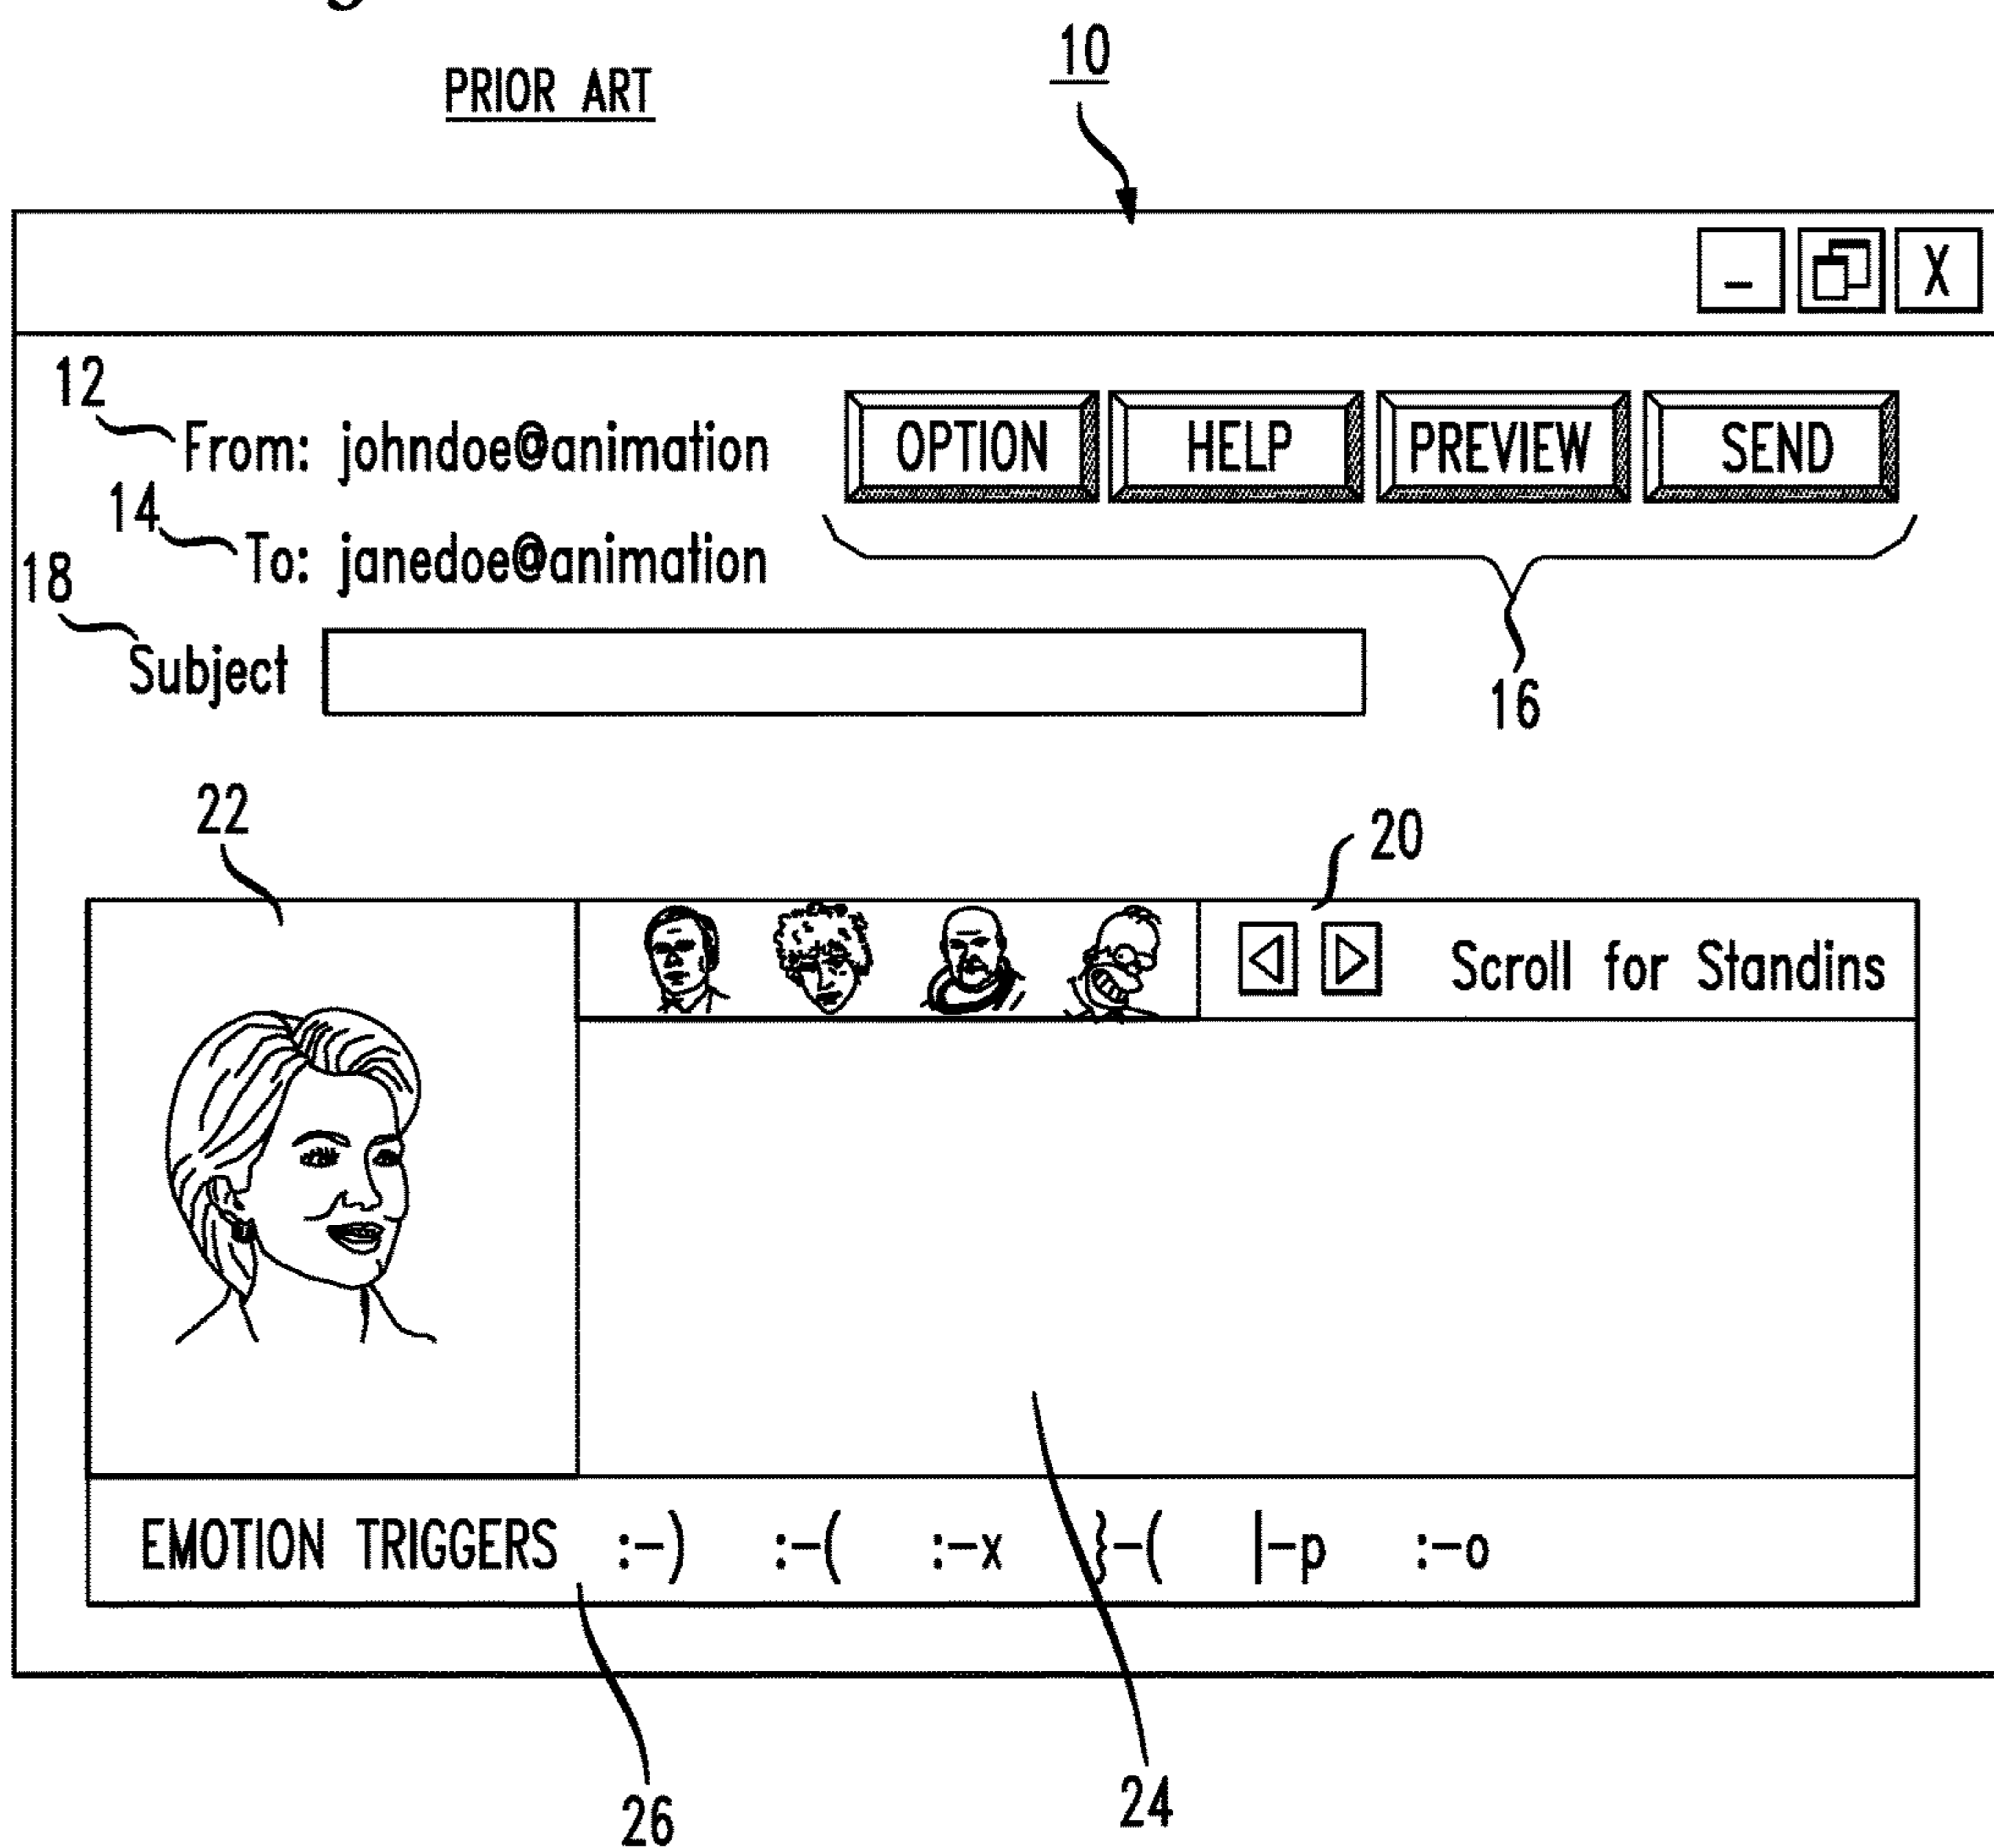 PRIOR ART
10
X
12
From: johndoe@animation
OPTION
HELP
PREVIEW
SEND
14
To: janedoe@animation
18
Subject
16
22
20
Scroll for Standins
EMOTION TRIGGERS :-) :-( :-x }-( |-p :-o
26
24